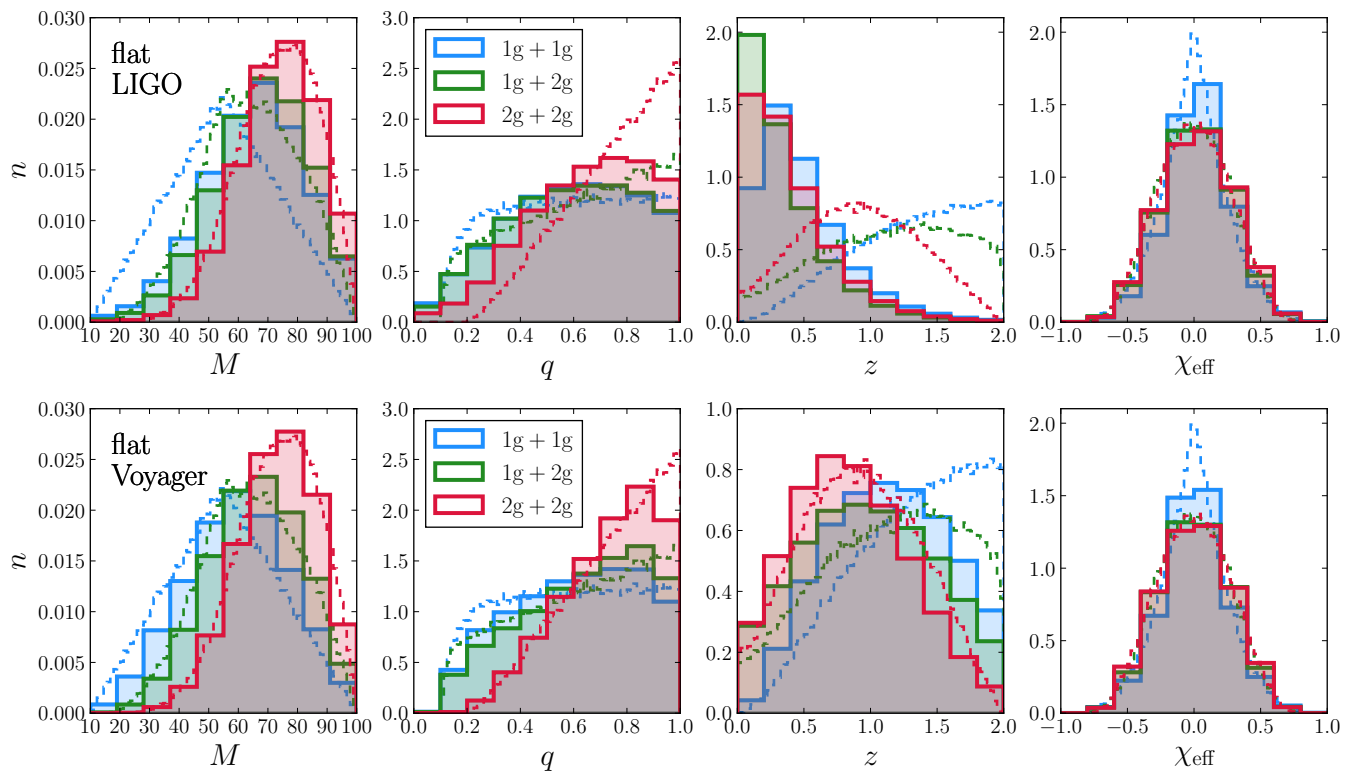 0.030 0.025 0.020 0.015 0.010 0.005 0.000
n
flat
LIGO
10 20 30 40 50 60 70 80 90 100
M
3.0 2.5 2.0 1.5 1.0 0.5 0.0
1g + 1g
1g + 2g
2g + 2g
0.0 0.2 0.4 0.6 0.8 1.0
q
2.0 1.5 1.0 0.5 0.0
0.0 0.5 1.0 1.5 2.0
z
2.0 1.5 1.0 0.5 0.0
−1.0 −0.5 0.0 0.5 1.0
χeff
0.030 0.025 0.020 0.015 0.010 0.005 0.000
n
flat
Voyager
10 20 30 40 50 60 70 80 90 100
M
3.0 2.5 2.0 1.5 1.0 0.5 0.0
1g + 1g
1g + 2g
2g + 2g
0.0 0.2 0.4 0.6 0.8 1.0
q
1.0 0.8 0.6 0.4 0.2 0.0
0.0 0.5 1.0 1.5 2.0
z
2.0 1.5 1.0 0.5 0.0
−1.0 −0.5 0.0 0.5 1.0
χeff